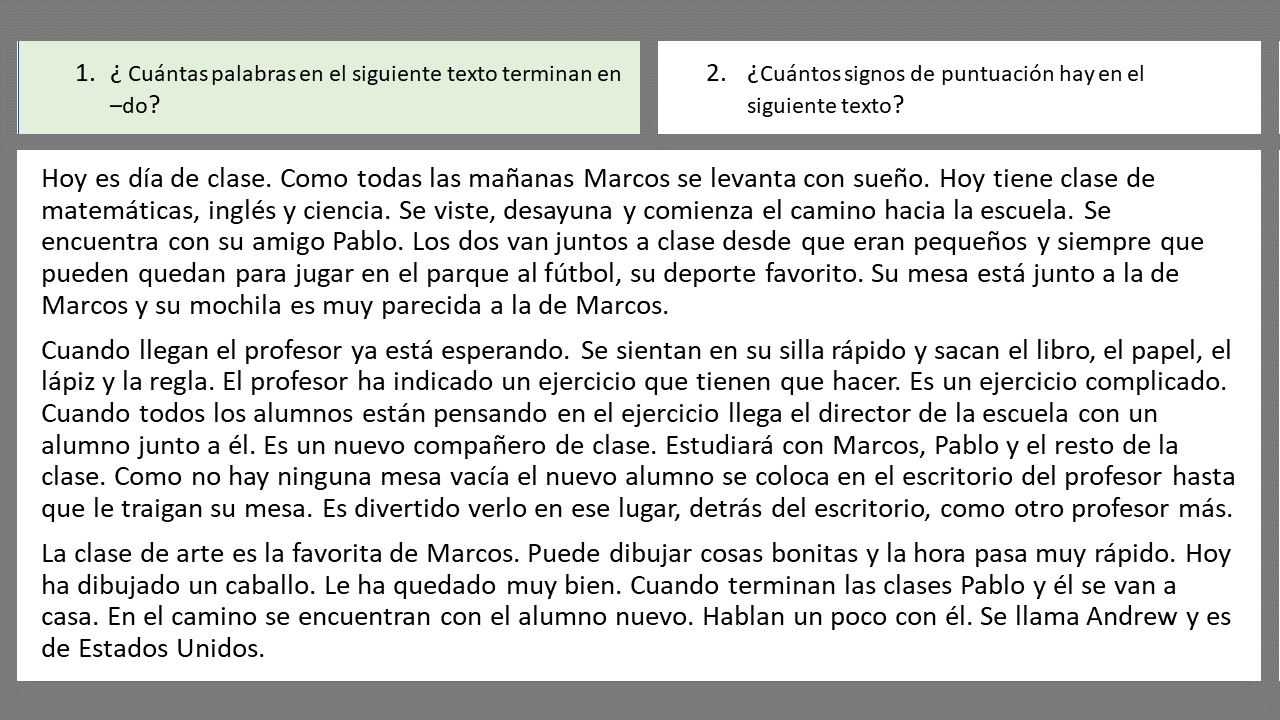 1. ¿ Cuántas palabras en el siguiente texto terminan en
–do?
2. ¿Cuántos signos de puntuación hay en el
siguiente texto?
Hoy es día de clase. Como todas las mañanas Marcos se levanta con sueño. Hoy tiene clase de
matemáticas, inglés y ciencia. Se viste, desayuna y comienza el camino hacia la escuela. Se
encuentra con su amigo Pablo. Los dos van juntos a clase desde que eran pequeños y siempre que
pueden quedan para jugar en el parque al fútbol, su deporte favorito. Su mesa está junto a la de
Marcos y su mochila es muy parecida a la de Marcos.
Cuando llegan el profesor ya está esperando. Se sientan en su silla rápido y sacan el libro, el papel, el
lápiz y la regla. El profesor ha indicado un ejercicio que tienen que hacer. Es un ejercicio complicado.
Cuando todos los alumnos están pensando en el ejercicio llega el director de la escuela con un
alumno junto a él. Es un nuevo compañero de clase. Estudiará con Marcos, Pablo y el resto de la
clase. Como no hay ninguna mesa vacía el nuevo alumno se coloca en el escritorio del profesor hasta
que le traigan su mesa. Es divertido verlo en ese lugar, detrás del escritorio, como otro profesor más.
La clase de arte es la favorita de Marcos. Puede dibujar cosas bonitas y la hora pasa muy rápido. Hoy
ha dibujado un caballo. Le ha quedado muy bien. Cuando terminan las clases Pablo y él se van a
casa. En el camino se encuentran con el alumno nuevo. Hablan un poco con él. Se llama Andrew y es
de Estados Unidos.